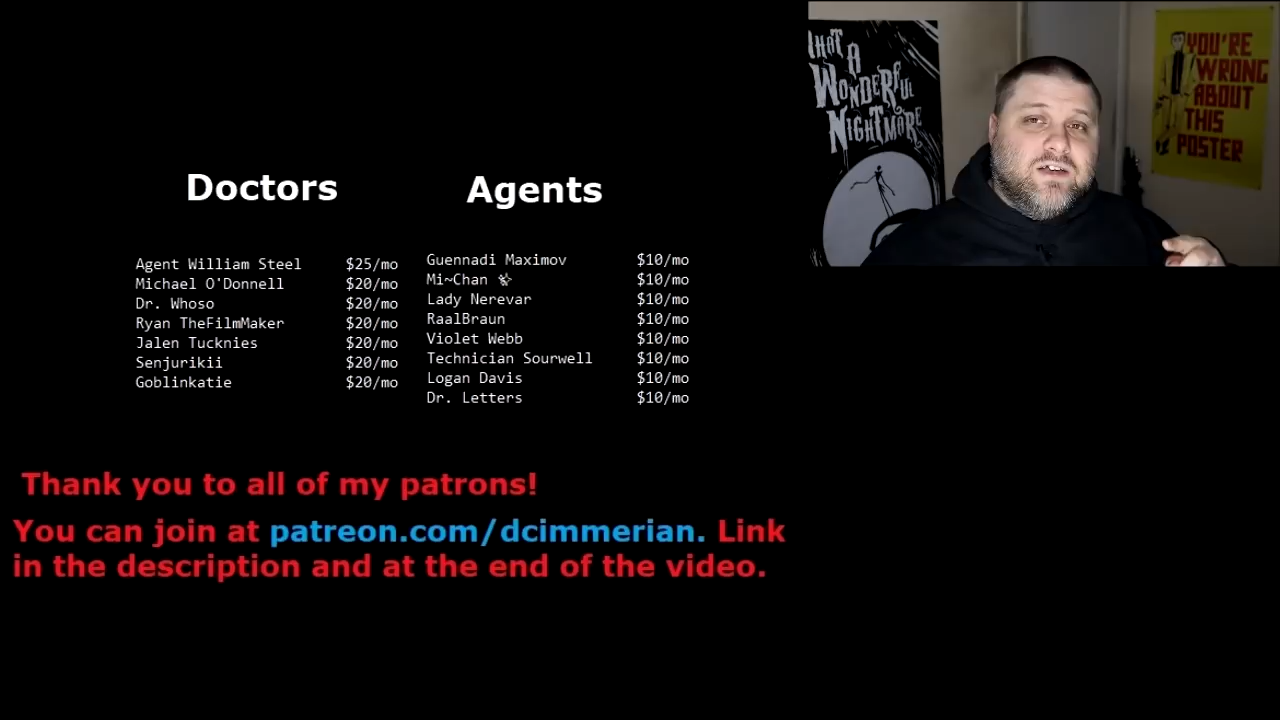 Doctors
Agent William Steel $25/mo
Michael O'Donnell $20/mo
Dr. Whoso $20/mo
Ryan TheFilmMaker $20/mo
Jalen Tucknies $20/mo
Senjurikii $20/mo
Goblinkatie $20/mo
Agents
Guennadi Maximov $10/mo
Mi~Chan $10/mo
Lady Nerevar $10/mo
RaalBraun $10/mo
Violet Webb $10/mo
Technician Sourwell $10/mo
Logan Davis $10/mo
Dr. Letters $10/mo
Thank you to all of my patrons!
You can join at patreon.com/dcimmerian. Link
in the description and at the end of the video.
WHAT
A
WONDERFUL
NIGHTMARE
YOU'RE
WRONG
ABOUT
THIS
POSTER